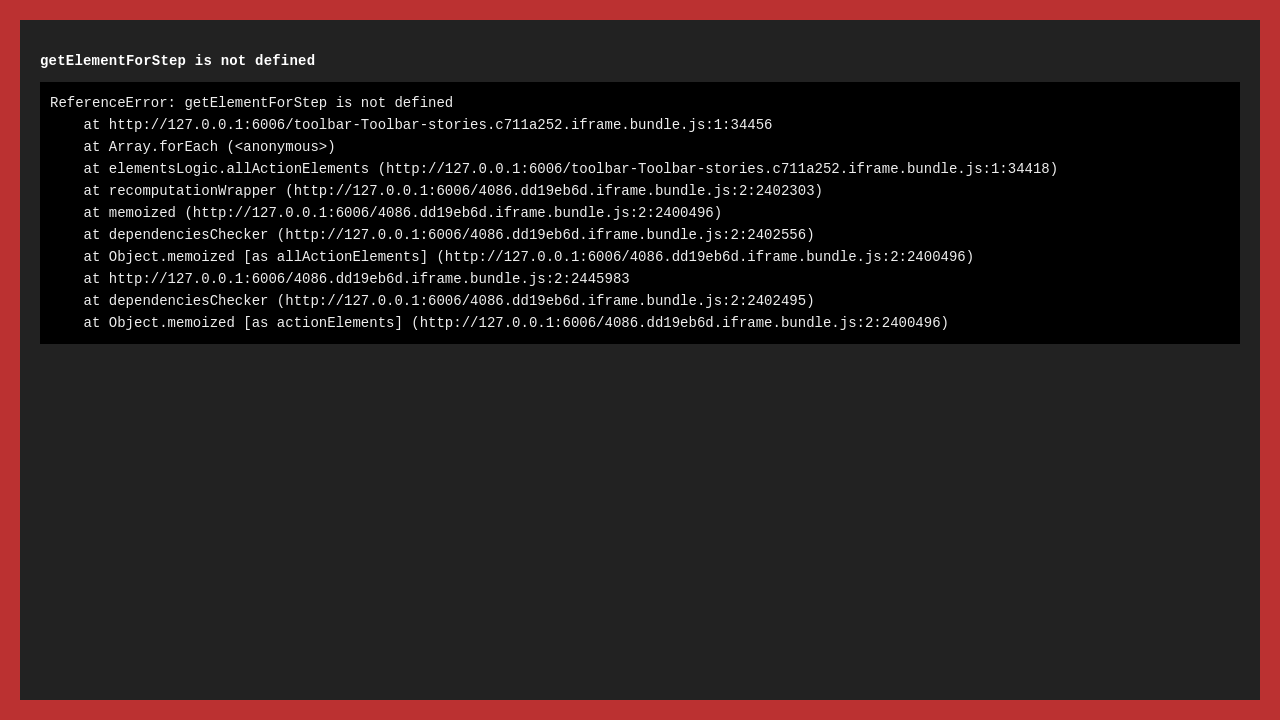 getElementForStep is not defined
ReferenceError: getElementForStep is not defined
    at http://127.0.0.1:6006/toolbar-Toolbar-stories.c711a252.iframe.bundle.js:1:34456
    at Array.forEach (<anonymous>)
    at elementsLogic.allActionElements (http://127.0.0.1:6006/toolbar-Toolbar-stories.c711a252.iframe.bundle.js:1:34418)
    at recomputationWrapper (http://127.0.0.1:6006/4086.dd19eb6d.iframe.bundle.js:2:2402303)
    at memoized (http://127.0.0.1:6006/4086.dd19eb6d.iframe.bundle.js:2:2400496)
    at dependenciesChecker (http://127.0.0.1:6006/4086.dd19eb6d.iframe.bundle.js:2:2402556)
    at Object.memoized [as allActionElements] (http://127.0.0.1:6006/4086.dd19eb6d.iframe.bundle.js:2:2400496)
    at http://127.0.0.1:6006/4086.dd19eb6d.iframe.bundle.js:2:2445983
    at dependenciesChecker (http://127.0.0.1:6006/4086.dd19eb6d.iframe.bundle.js:2:2402495)
    at Object.memoized [as actionElements] (http://127.0.0.1:6006/4086.dd19eb6d.iframe.bundle.js:2:2400496)